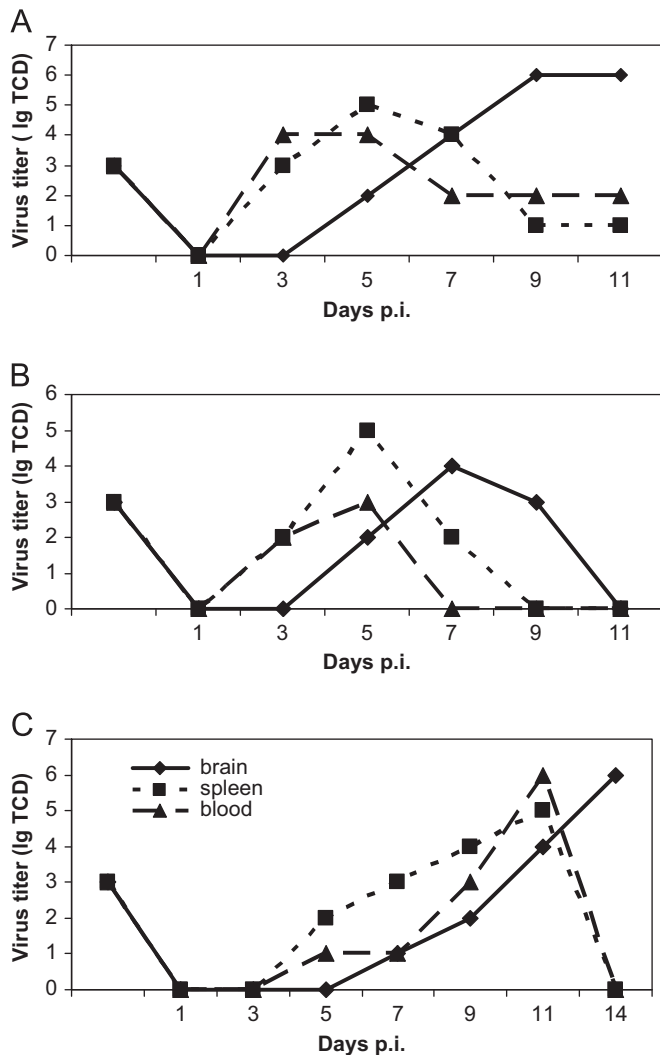 A
Virus titer ( lg TCD)
7
6
5
4
3
2
1
0
1 3 5 7 9 11
Days p.i.
B
Virus titer (lg TCD)
6
5
4
3
2
1
0
1 3 5 7 9 11
Days p.i.
C
Virus titer (lg TCD)
7
6
5
4
3
2
1
0
brain
spleen
blood
1 3 5 7 9 11 14
Days p.i.